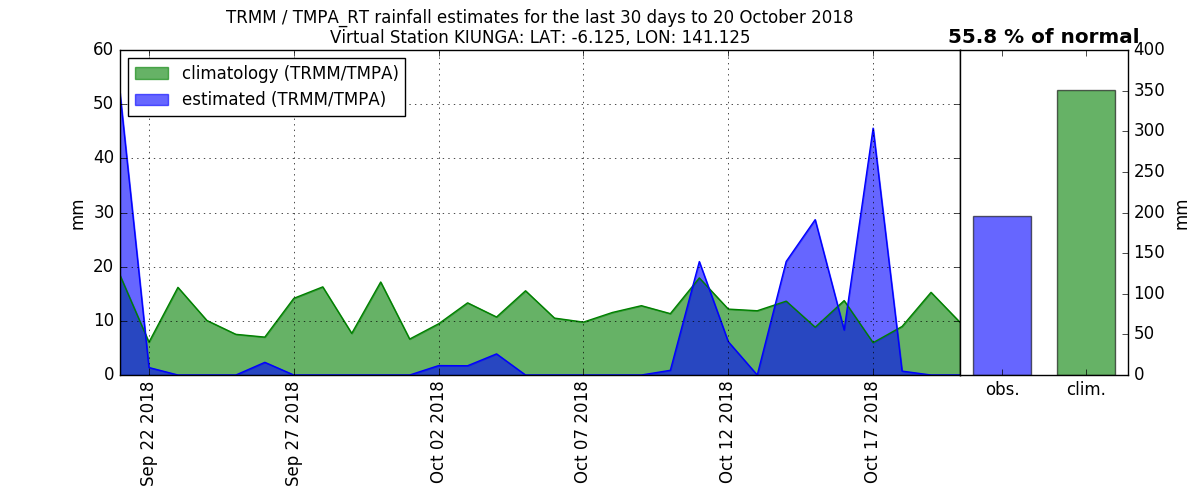 TRMM / TMPA_RT rainfall estimates for the last 30 days to 20 October 2018
Virtual Station KIUNGA: LAT: -6.125, LON: 141.125
55.8 % of normal
climatology (TRMM/TMPA)
estimated (TRMM/TMPA)
60
50
40
30
20
10
0
mm
Sep 22 2018
Sep 27 2018
Oct 02 2018
Oct 07 2018
Oct 12 2018
Oct 17 2018
obs.
clim.
400
350
300
250
200
150
100
50
0
mm